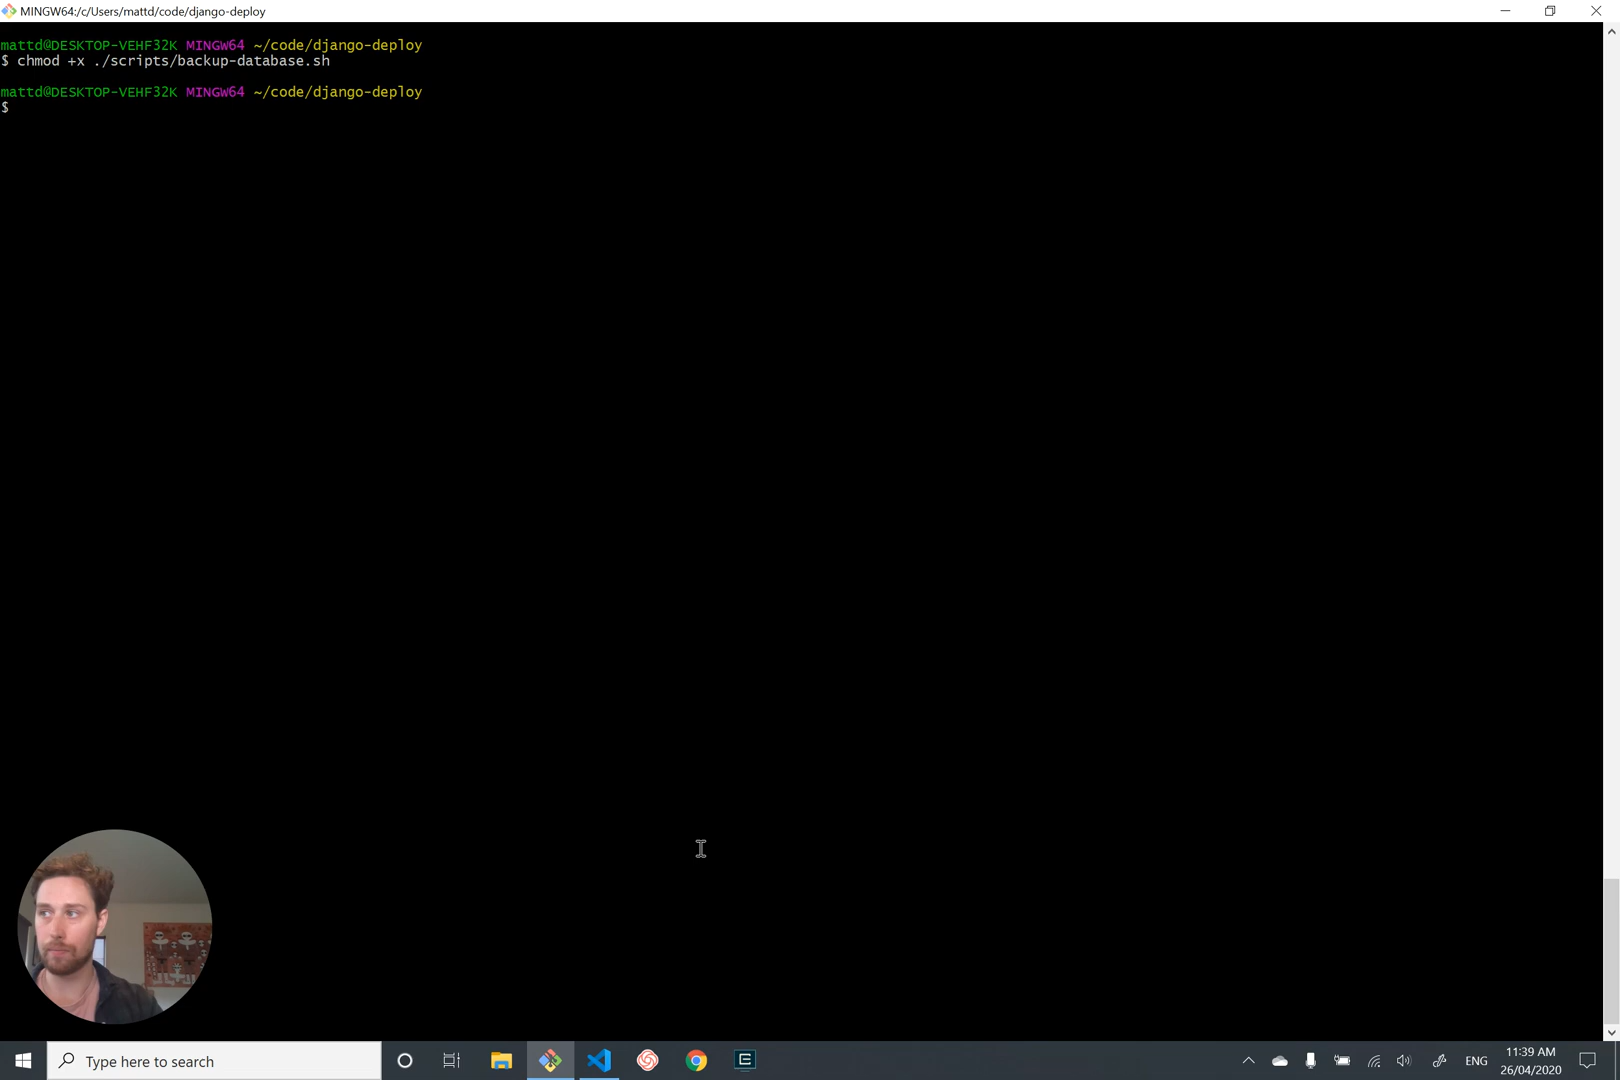 MINGW64:/c/Users/mattd/code/django-deploy
mattd@DESKTOP-VEHF32K MINGW64 ~/code/django-deploy
$ chmod +x ./scripts/backup-database.sh
mattd@DESKTOP-VEHF32K MINGW64 ~/code/django-deploy
$
Type here to search
ENG
11:39 AM
26/04/2020